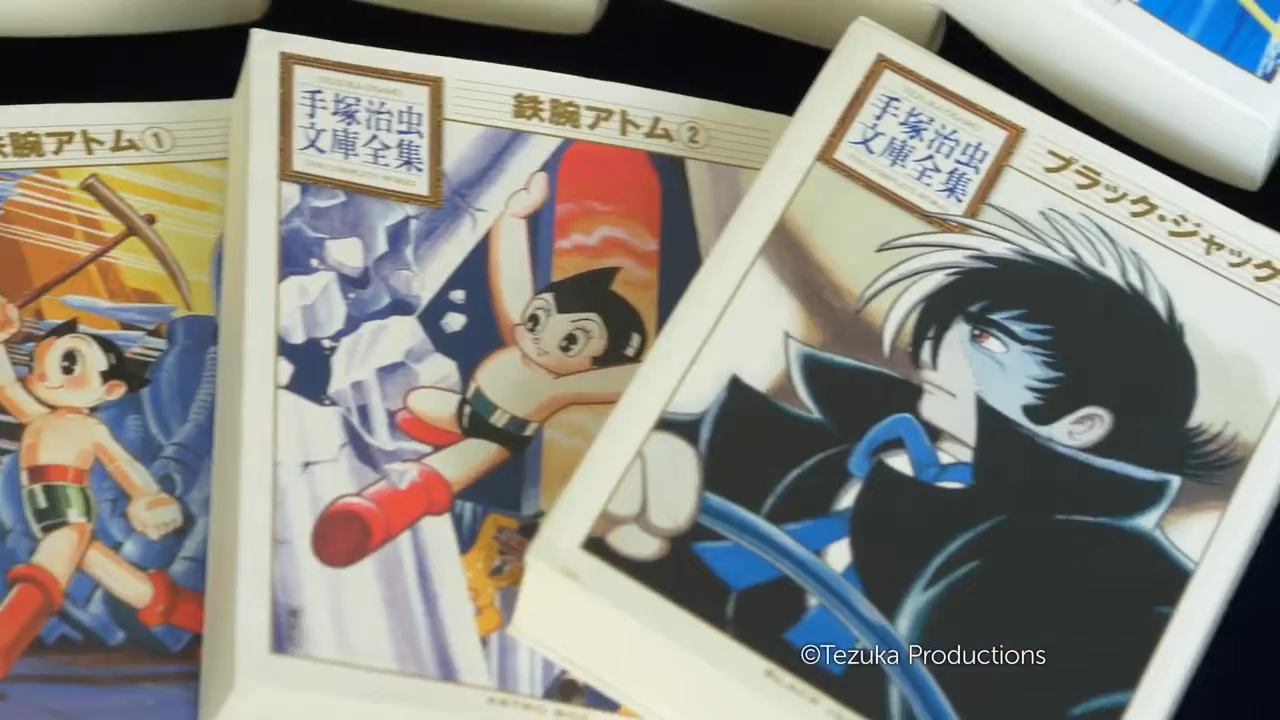 鉄腕アトム①
手塚治虫
文庫全集
鉄腕アトム②
手塚治虫
文庫全集
ブラック・ジャック
©Tezuka Productions